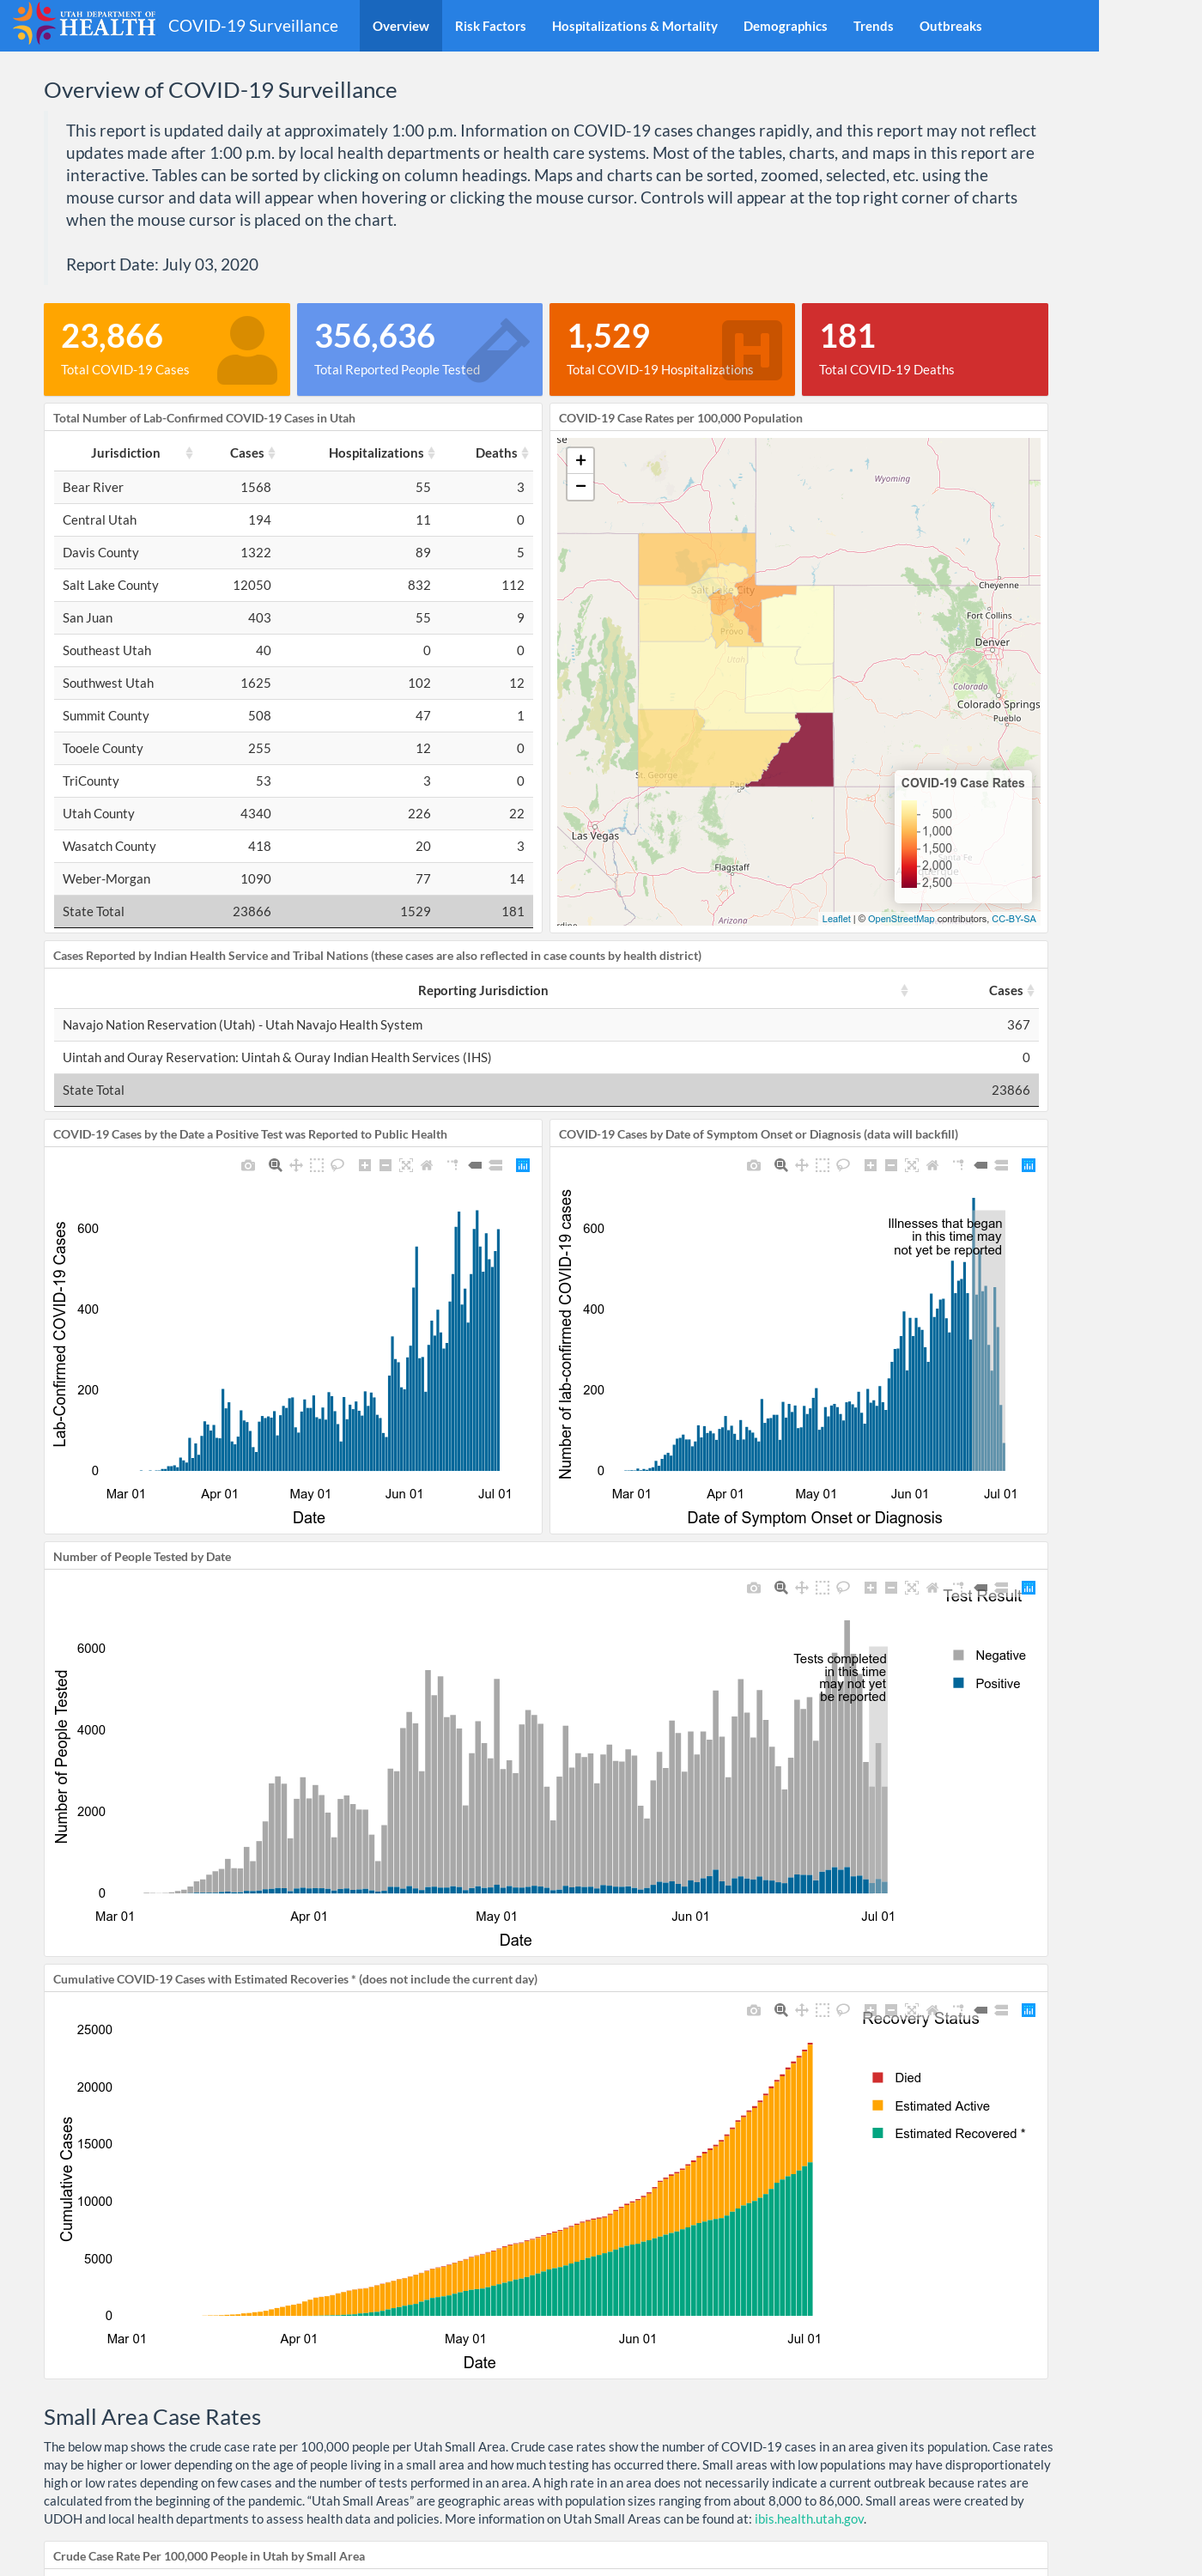 UTAH DEPARTMENT OF
HEALTH
COVID-19 Surveillance
Overview
Risk Factors
Hospitalizations & Mortality
Demographics
Trends
Outbreaks
Overview of COVID-19 Surveillance
This report is updated daily at approximately 1:00 p.m. Information on COVID-19 cases changes rapidly, and this report may not reflect
updates made after 1:00 p.m. by local health departments or health care systems. Most of the tables, charts, and maps in this report are
interactive. Tables can be sorted by clicking on column headings. Maps and charts can be sorted, zoomed, selected, etc. using the
mouse cursor and data will appear when hovering or clicking the mouse cursor. Controls will appear at the top right corner of charts
when the mouse cursor is placed on the chart.
Report Date: July 03, 2020
23,866
Total COVID-19 Cases
356,636
Total Reported People Tested
1,529
Total COVID-19 Hospitalizations
H
181
Total COVID-19 Deaths
Total Number of Lab-Confirmed COVID-19 Cases in Utah
Jurisdiction Cases Hospitalizations Deaths
Bear River 1568 55 3
Central Utah 194 11 0
Davis County 1322 89 5
Salt Lake County 12050 832 112
San Juan 403 55 9
Southeast Utah 40 0 0
Southwest Utah 1625 102 12
Summit County 508 47 1
Tooele County 255 12 0
TriCounty 53 3 0
Utah County 4340 226 22
Wasatch County 418 20 3
Weber-Morgan 1090 77 14
State Total 23866 1529 181
COVID-19 Case Rates per 100,000 Population
se
+
−
Wyoming
Cheyenne
Salt Lake City
Fort Collins
Provo
Denver
Utah
Colorado
Colorado Springs
Pueblo
St. George
Pag
Las Vegas
Flagstaff
Arizona
rdino
COVID-19 Case Rates
500
1,000
1,500
2,000
2,500
Santa Fe
Albuquerque
Leaflet | © OpenStreetMap contributors, CC-BY-SA
Cases Reported by Indian Health Service and Tribal Nations (these cases are also reflected in case counts by health district)
Reporting Jurisdiction Cases
Navajo Nation Reservation (Utah) - Utah Navajo Health System 367
Uintah and Ouray Reservation: Uintah & Ouray Indian Health Services (IHS) 0
State Total 23866
COVID-19 Cases by the Date a Positive Test was Reported to Public Health
Lab-Confirmed COVID-19 Cases
600
400
200
0
Mar 01 Apr 01 May 01 Jun 01 Jul 01
Date
COVID-19 Cases by Date of Symptom Onset or Diagnosis (data will backfill)
Number of lab-confirmed COVID-19 cases
600
400
200
0
Illnesses that began
in this time may
not yet be reported
Mar 01 Apr 01 May 01 Jun 01 Jul 01
Date of Symptom Onset or Diagnosis
Number of People Tested by Date
Number of People Tested
6000
4000
2000
0
Tests completed
in this time
may not yet
be reported
Test Result
Negative
Positive
Mar 01 Apr 01 May 01 Jun 01 Jul 01
Date
Cumulative COVID-19 Cases with Estimated Recoveries * (does not include the current day)
Cumulative Cases
25000
20000
15000
10000
5000
0
Recovery Status
Died
Estimated Active
Estimated Recovered *
Mar 01 Apr 01 May 01 Jun 01 Jul 01
Date
Small Area Case Rates
The below map shows the crude case rate per 100,000 people per Utah Small Area. Crude case rates show the number of COVID-19 cases in an area given its population. Case rates
may be higher or lower depending on the age of people living in a small area and how much testing has occurred there. Small areas with low populations may have disproportionately
high or low rates depending on few cases and the number of tests performed in an area. A high rate in an area does not necessarily indicate a current outbreak because rates are
calculated from the beginning of the pandemic. “Utah Small Areas” are geographic areas with population sizes ranging from about 8,000 to 86,000. Small areas were created by
UDOH and local health departments to assess health data and policies. More information on Utah Small Areas can be found at: ibis.health.utah.gov.
Crude Case Rate Per 100,000 People in Utah by Small Area